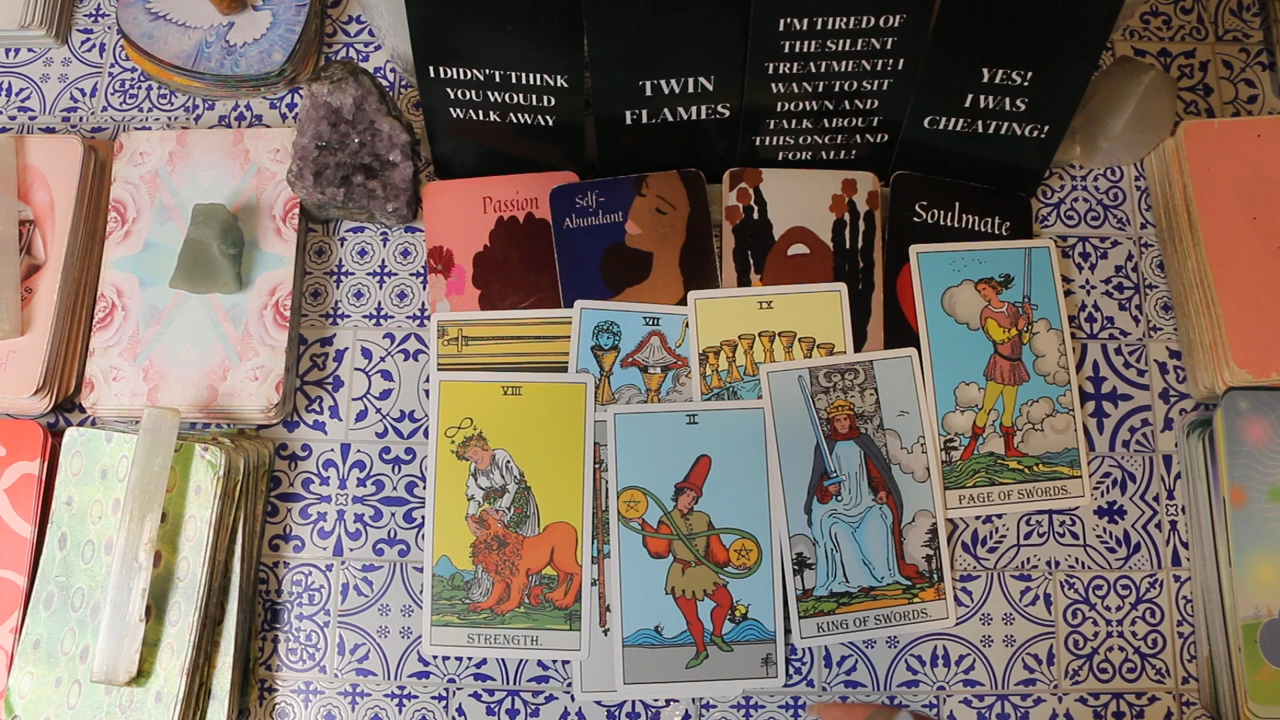 I DIDN'T THINK
YOU WOULD
WALK AWAY
TWIN
FLAMES
I'M TIRED OF
THE SILENT
TREATMENT! I
WANT TO SIT
DOWN AND
TALK ABOUT
THIS ONCE AND
FOR ALL!
YES!
I WAS
CHEATING!
Passion
Self-
Abundant
Soulmate
VII
IX
VIII
STRENGTH.
II
KING OF SWORDS.
PAGE OF SWORDS.